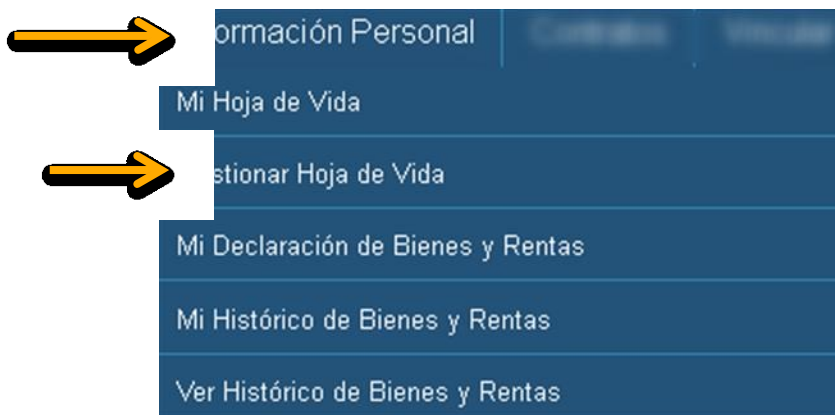 ormación Personal
Mi Hoja de Vida
stionar Hoja de Vida
Mi Declaración de Bienes y Rentas
Mi Histórico de Bienes y Rentas
Ver Histórico de Bienes y Rentas